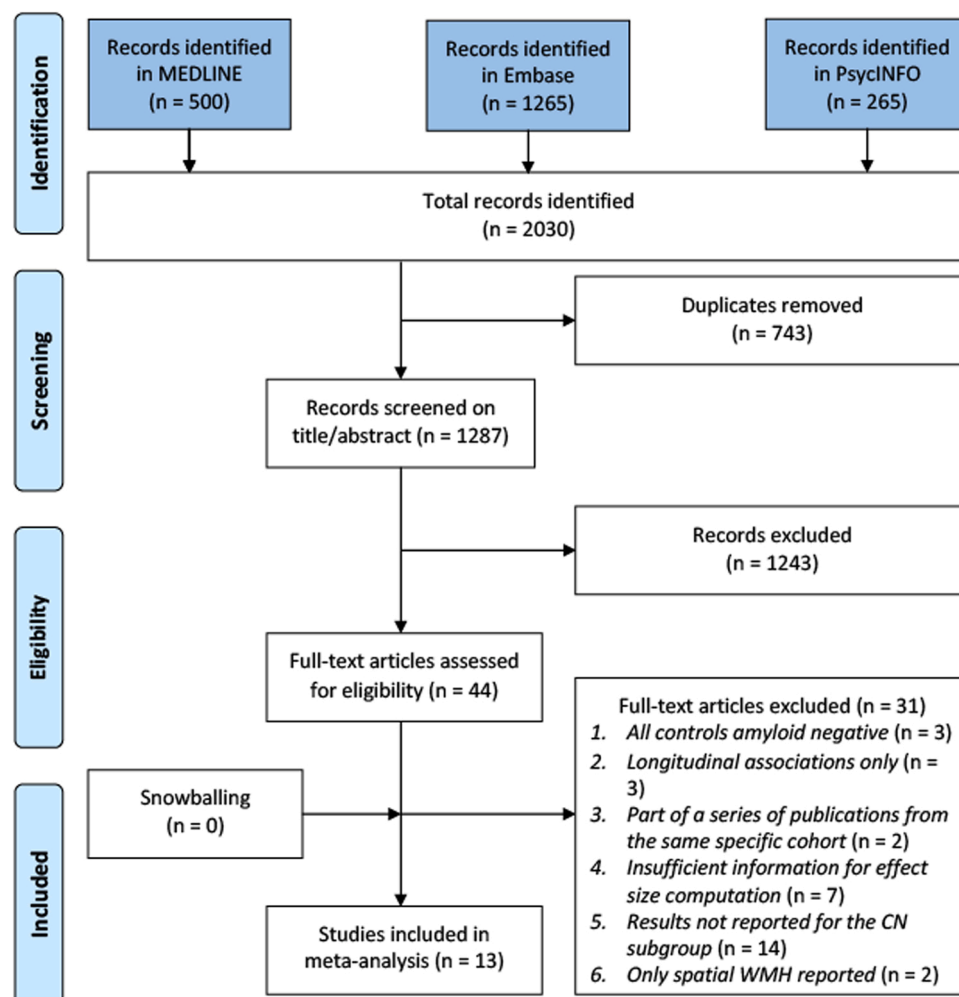 Identification
Records identified
in MEDLINE
(n = 500)
Records identified
in Embase
(n = 1265)
Records identified
in PsycINFO
(n = 265)
Total records identified
(n = 2030)
Screening
Duplicates removed
(n = 743)
Records screened on
title/abstract (n = 1287)
Eligibility
Records excluded
(n = 1243)
Full-text articles assessed
for eligibility (n = 44)
Full-text articles excluded (n = 31)
1. All controls amyloid negative (n = 3)
2. Longitudinal associations only (n =
3)
3. Part of a series of publications from
the same specific cohort (n = 2)
4. Insufficient information for effect
size computation (n = 7)
5. Results not reported for the CN
subgroup (n = 14)
6. Only spatial WMH reported (n = 2)
Included
Snowballing
(n = 0)
Studies included in
meta-analysis (n = 13)